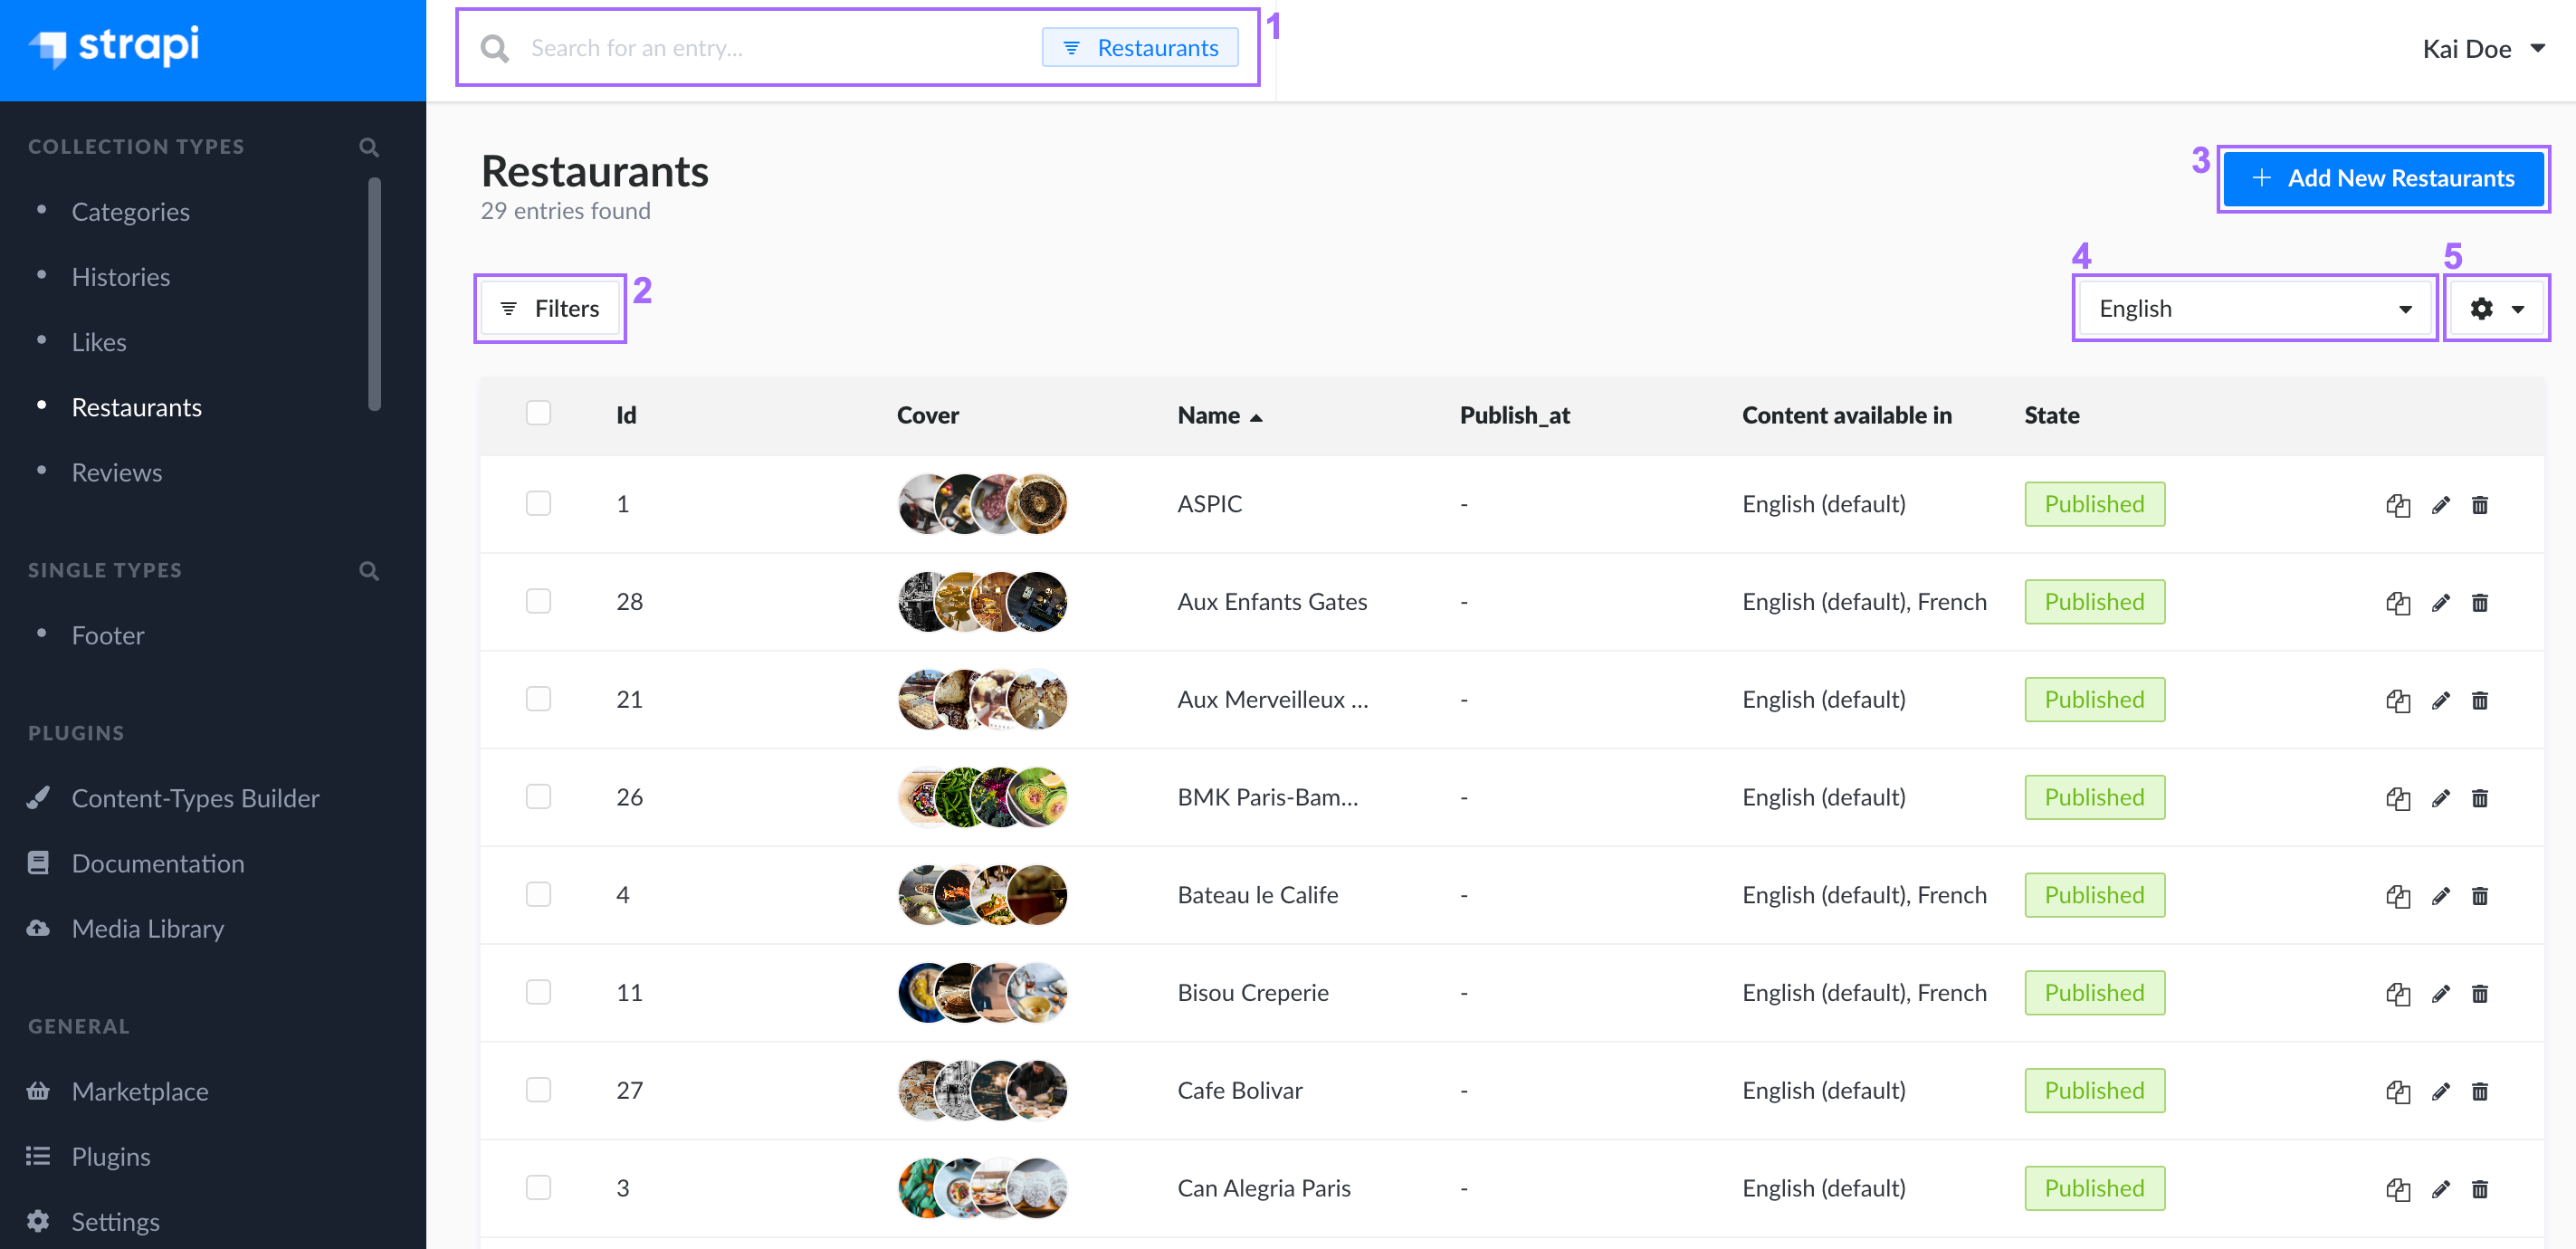 strapi
Search for an entry...
Restaurants
1
Kai Doe
COLLECTION TYPES
Categories
Histories
Likes
Restaurants
Reviews
SINGLE TYPES
Footer
PLUGINS
Content-Types Builder
Documentation
Media Library
GENERAL
Marketplace
Plugins
Settings
Restaurants
29 entries found
3
Add New Restaurants
Filters
2
4
English
5
Id Cover Name Publish_at Content available in State
1 ASPIC - English (default) Published
28 Aux Enfants Gates - English (default), French Published
21 Aux Merveilleux ... - English (default) Published
26 BMK Paris-Bam... - English (default) Published
4 Bateau le Calife - English (default), French Published
11 Bisou Creperie - English (default), French Published
27 Cafe Bolivar - English (default) Published
3 Can Alegria Paris - English (default) Published